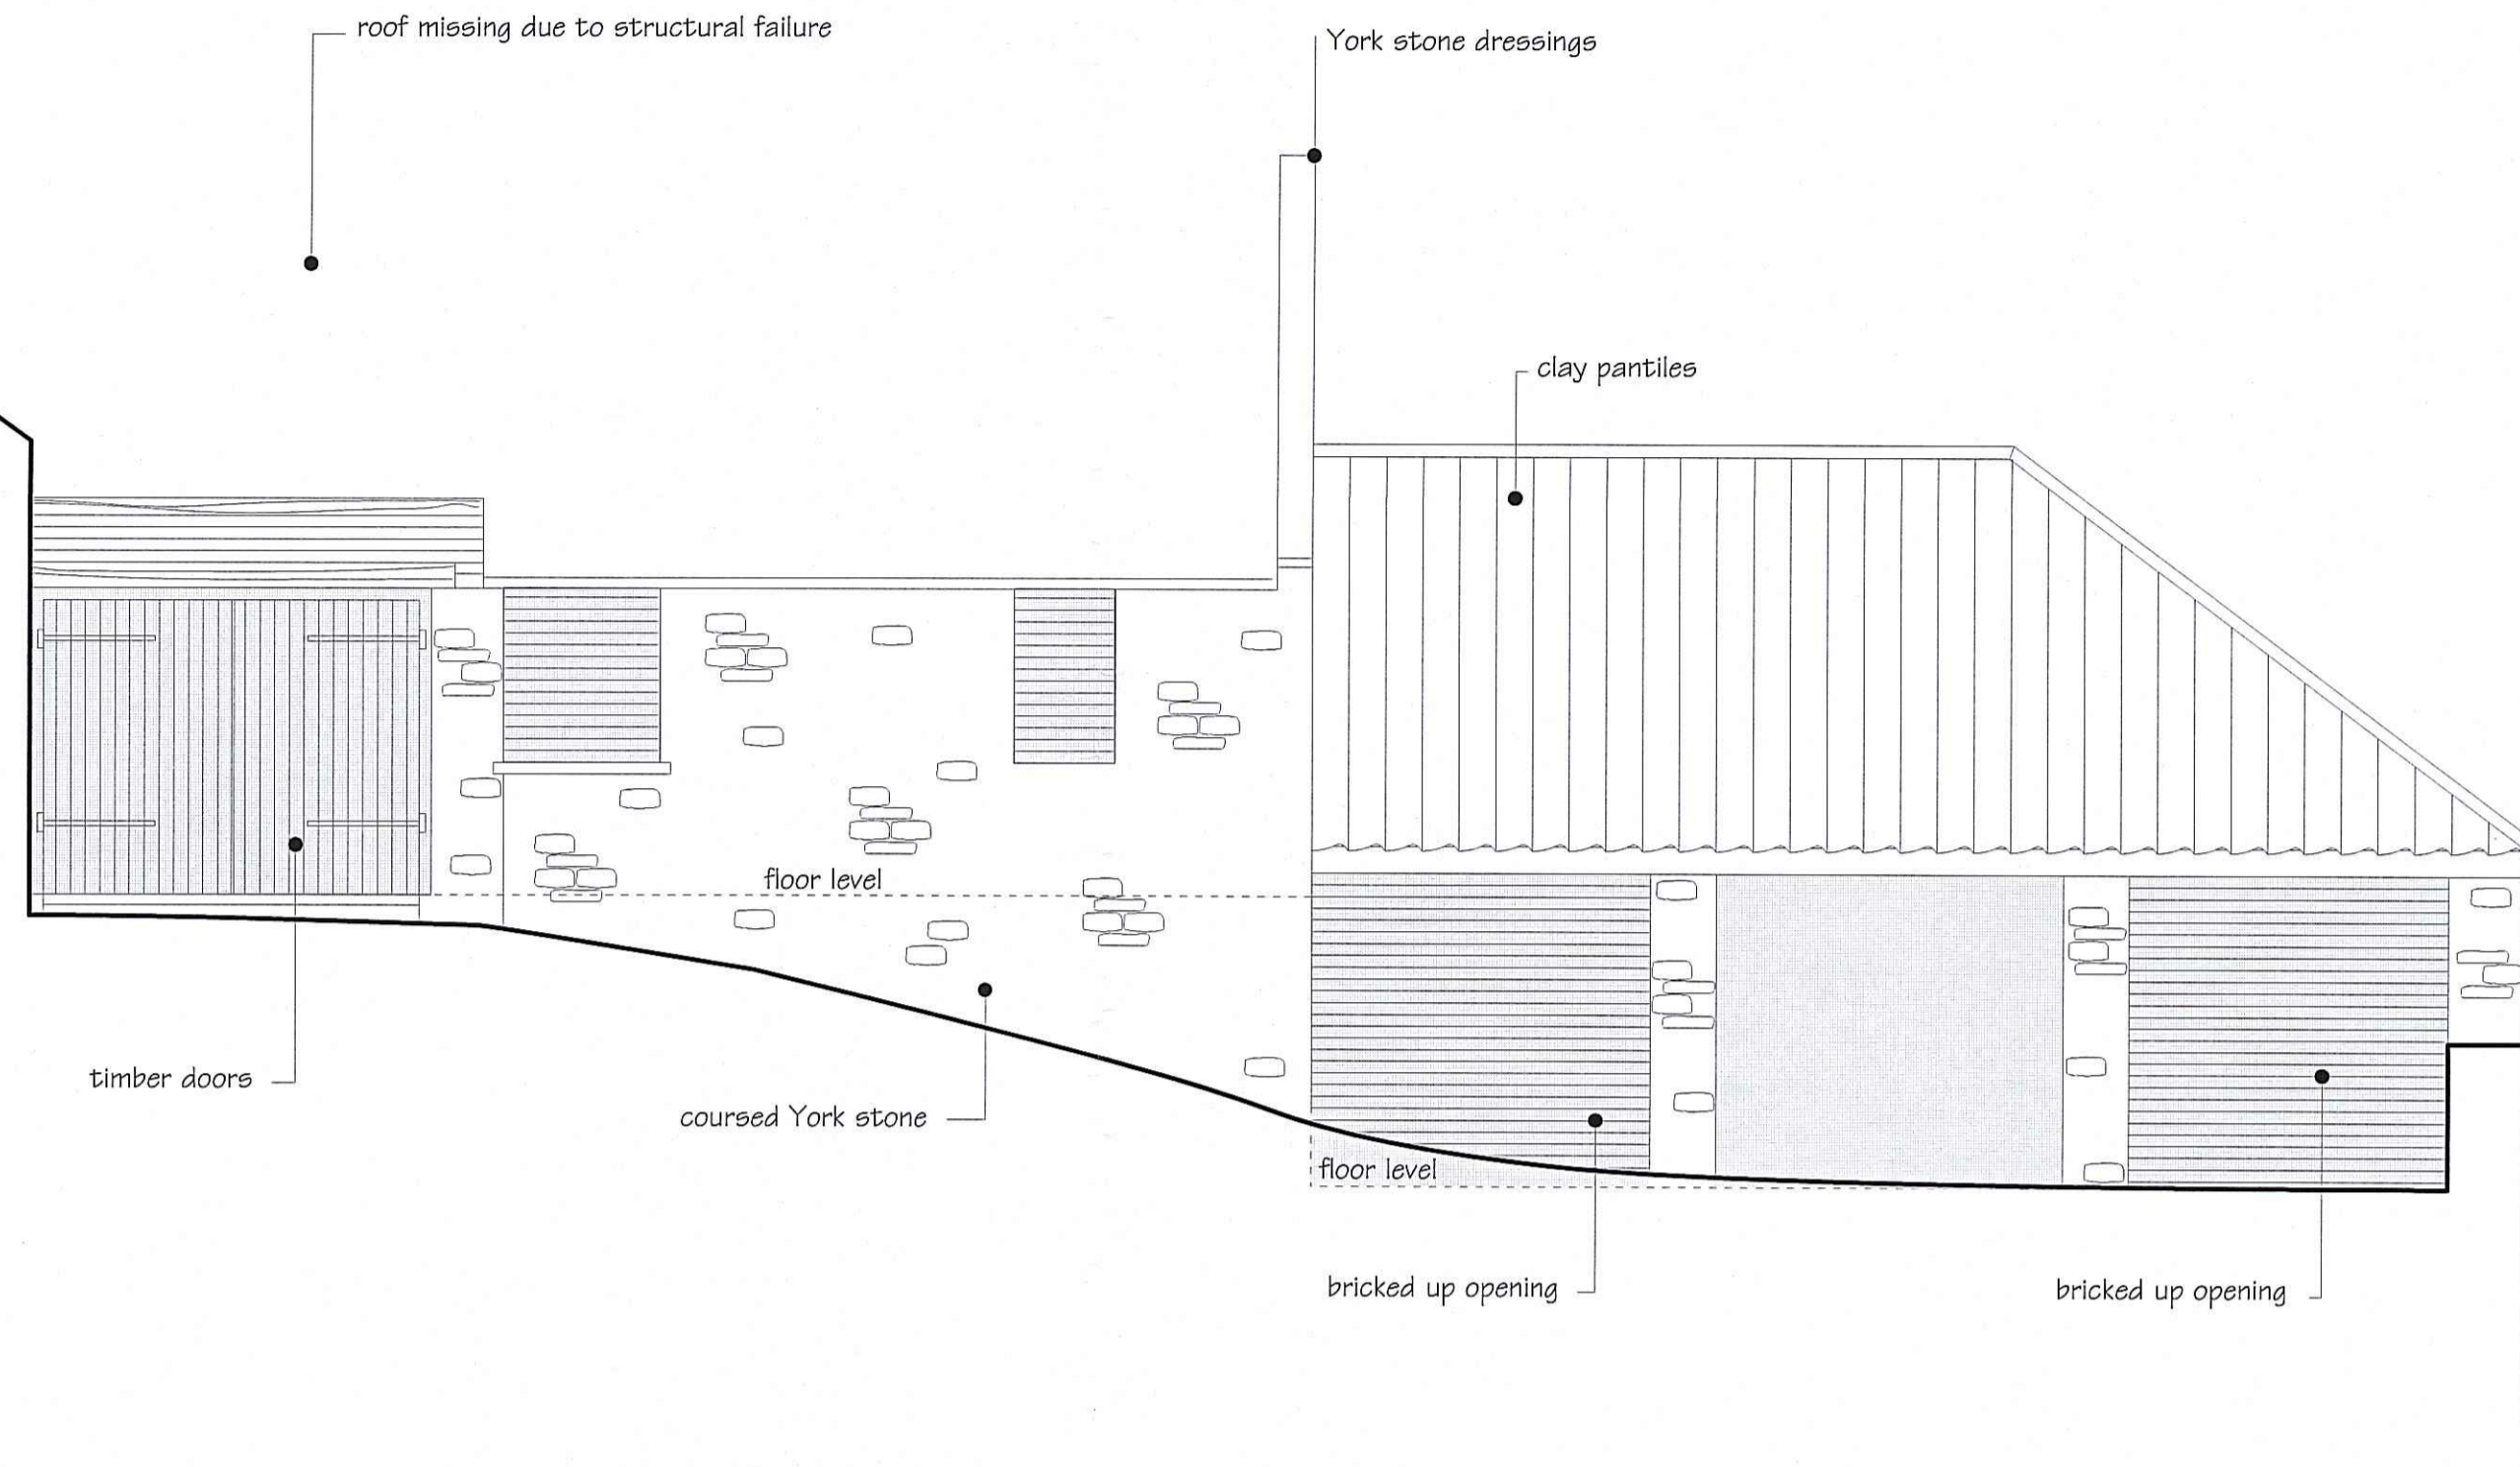 roof missing due to structural failure
York stone dressings
clay pantiles
floor level
timber doors
coursed York stone
floor level
bricked up opening
bricked up opening